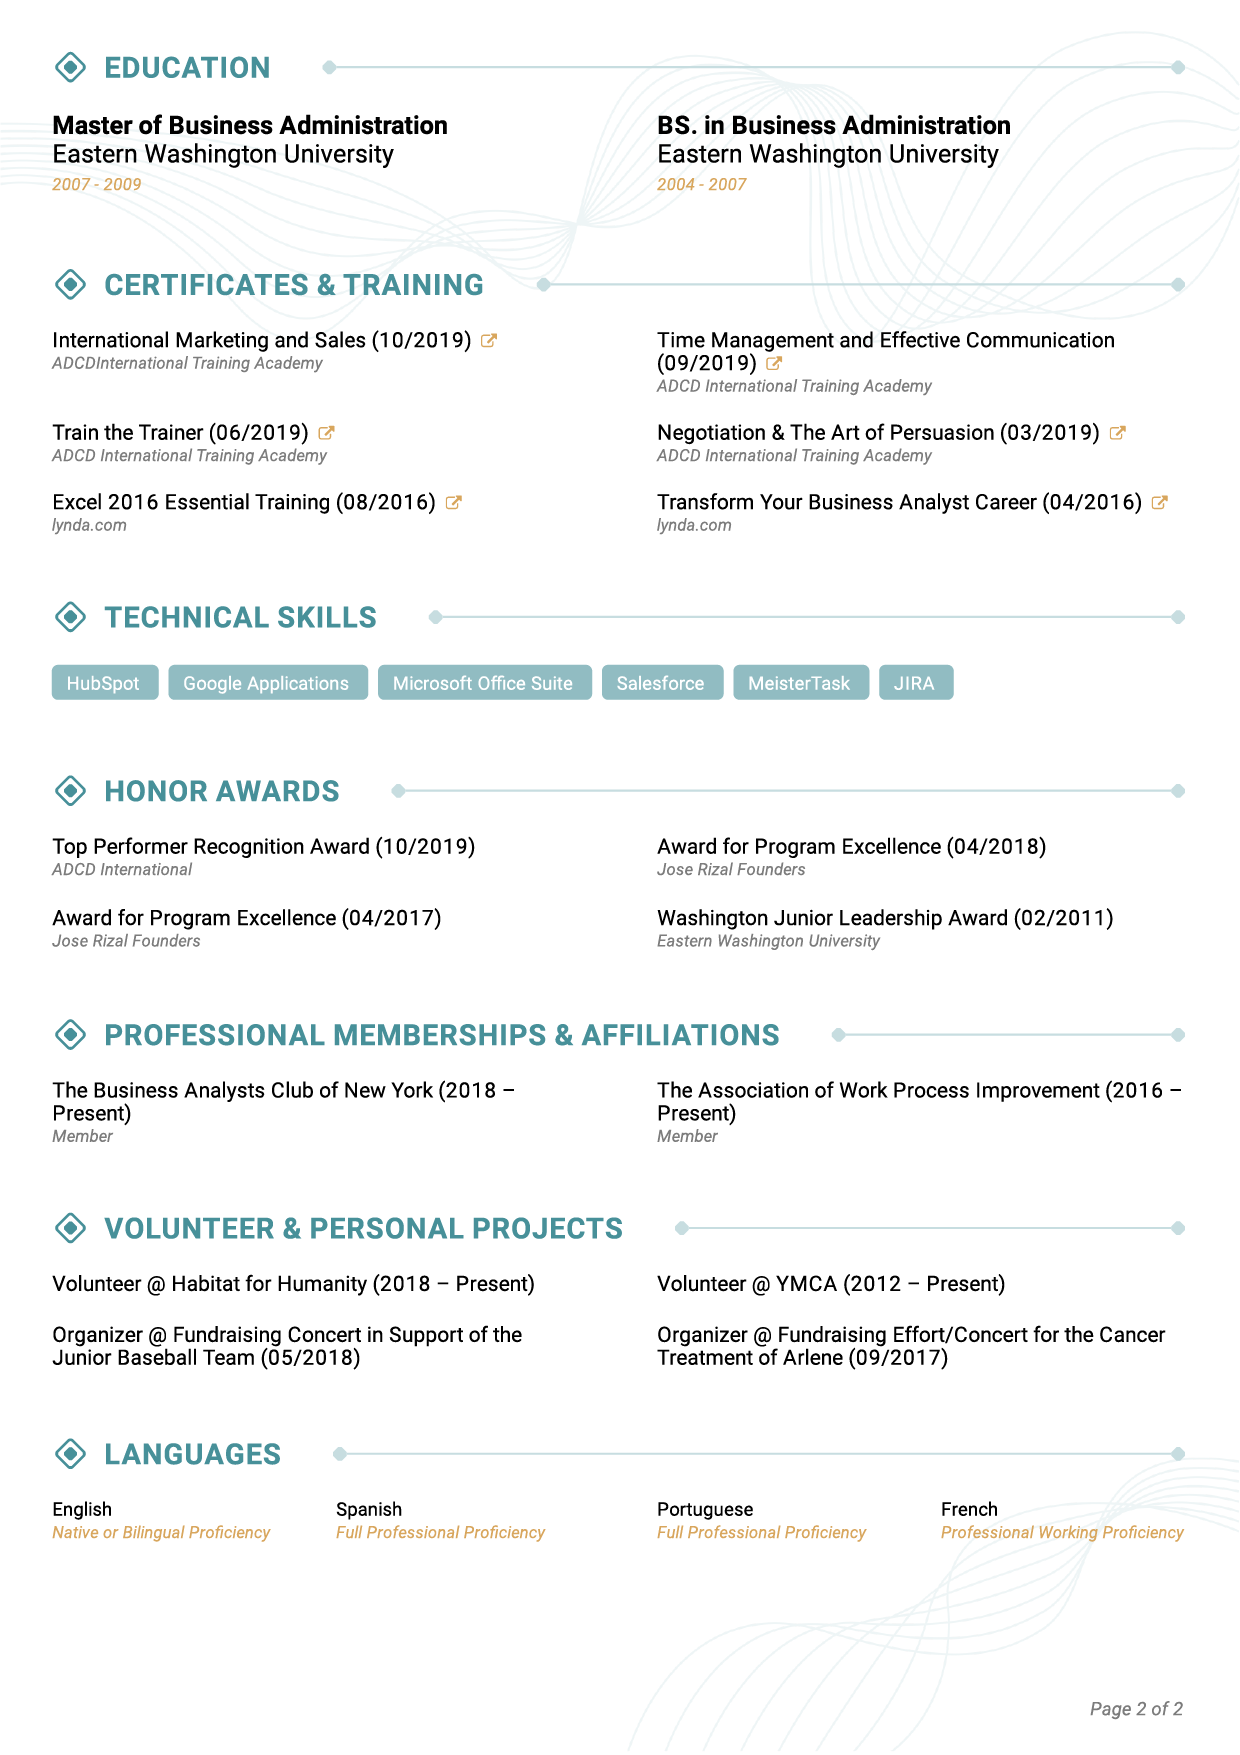 EDUCATION
Master of Business Administration
Eastern Washington University
2007 - 2009
BS. in Business Administration
Eastern Washington University
2004 - 2007
CERTIFICATES & TRAINING
International Marketing and Sales (10/2019)
ADCDInternational Training Academy
Time Management and Effective Communication
(09/2019)
ADCD International Training Academy
Train the Trainer (06/2019)
ADCD International Training Academy
Negotiation & The Art of Persuasion (03/2019)
ADCD International Training Academy
Excel 2016 Essential Training (08/2016)
lynda.com
Transform Your Business Analyst Career (04/2016)
lynda.com
TECHNICAL SKILLS
HubSpot Google Applications Microsoft Office Suite Salesforce MeisterTask JIRA
HONOR AWARDS
Top Performer Recognition Award (10/2019)
ADCD International
Award for Program Excellence (04/2018)
Jose Rizal Founders
Award for Program Excellence (04/2017)
Jose Rizal Founders
Washington Junior Leadership Award (02/2011)
Eastern Washington University
PROFESSIONAL MEMBERSHIPS & AFFILIATIONS
The Business Analysts Club of New York (2018 –
Present)
Member
The Association of Work Process Improvement (2016 –
Present)
Member
VOLUNTEER & PERSONAL PROJECTS
Volunteer @ Habitat for Humanity (2018 – Present)
Volunteer @ YMCA (2012 – Present)
Organizer @ Fundraising Concert in Support of the
Junior Baseball Team (05/2018)
Organizer @ Fundraising Effort/Concert for the Cancer
Treatment of Arlene (09/2017)
LANGUAGES
English
Native or Bilingual Proficiency
Spanish
Full Professional Proficiency
Portuguese
Full Professional Proficiency
French
Professional Working Proficiency
Page 2 of 2